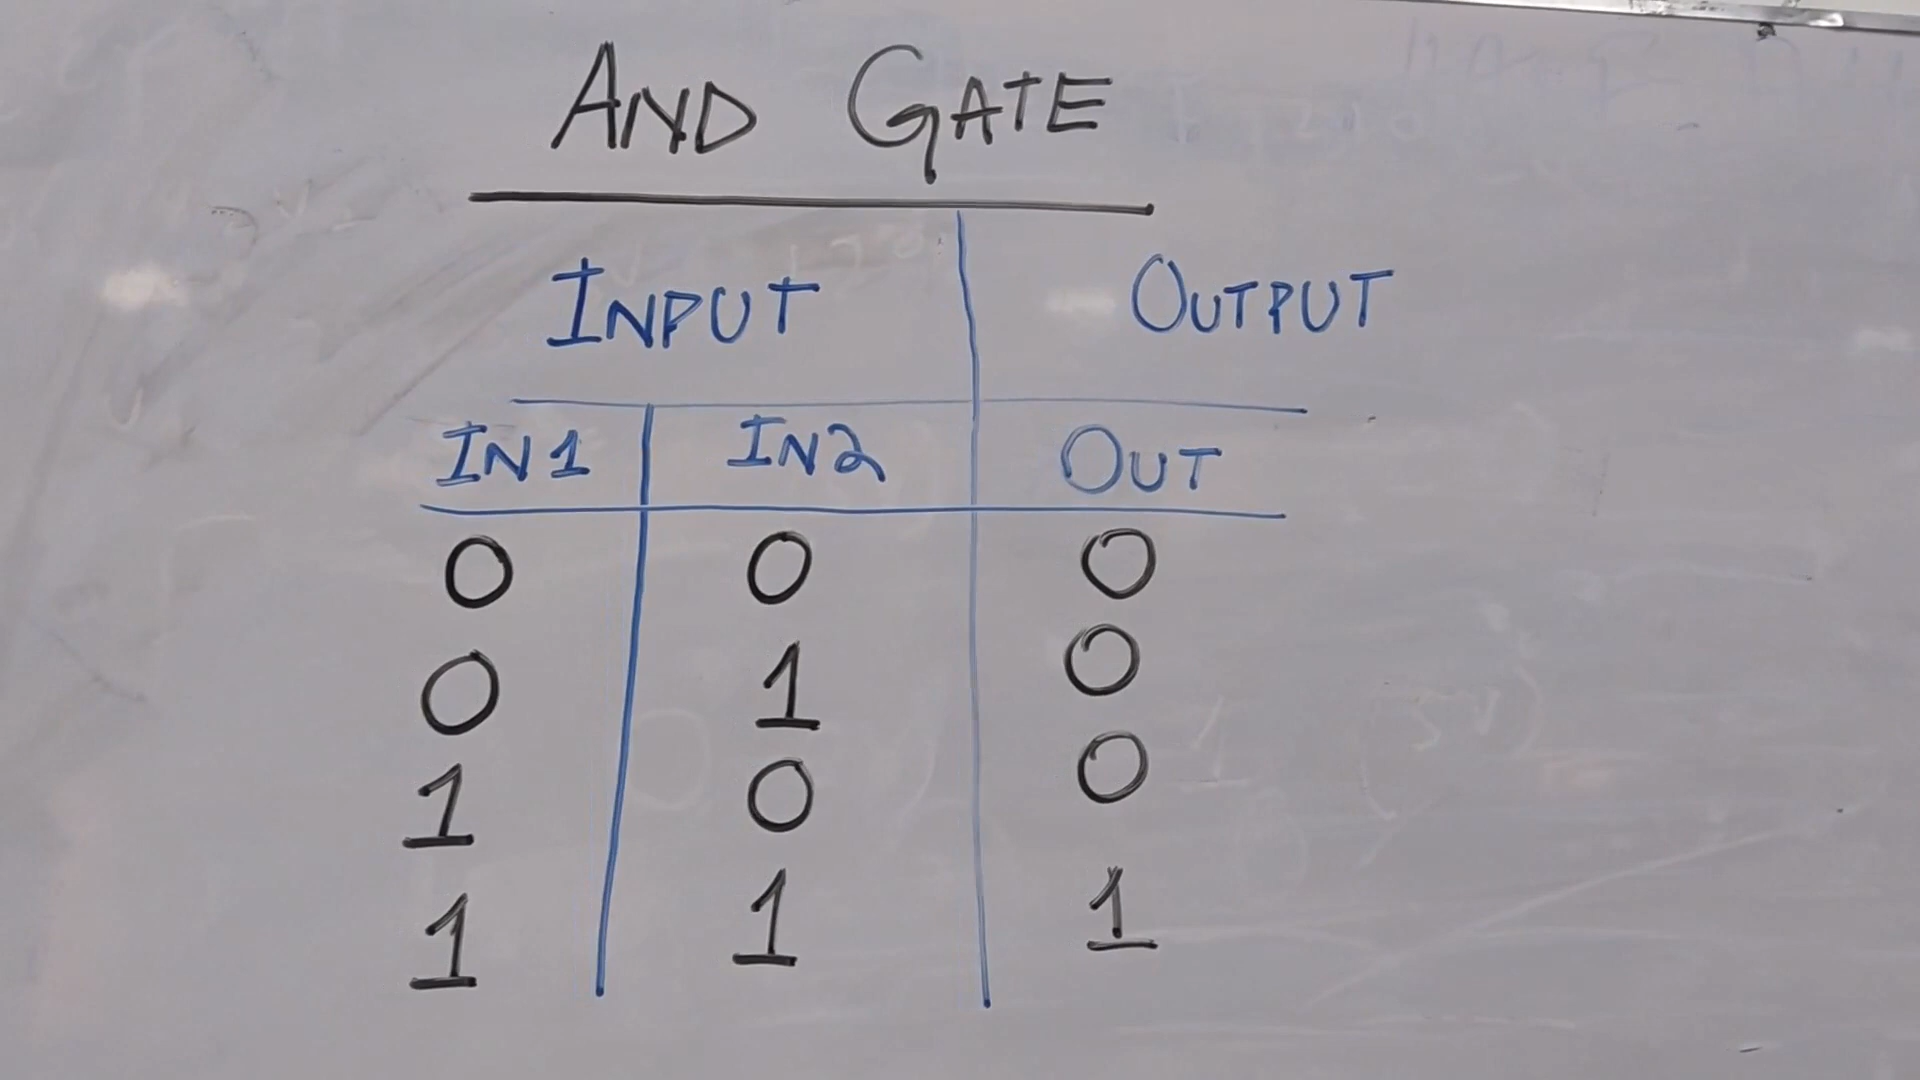 AND GATE
INPUT OUTPUT
IN1 IN2 OUT
0 0 0
0 1 0
1 0 0
1 1 1